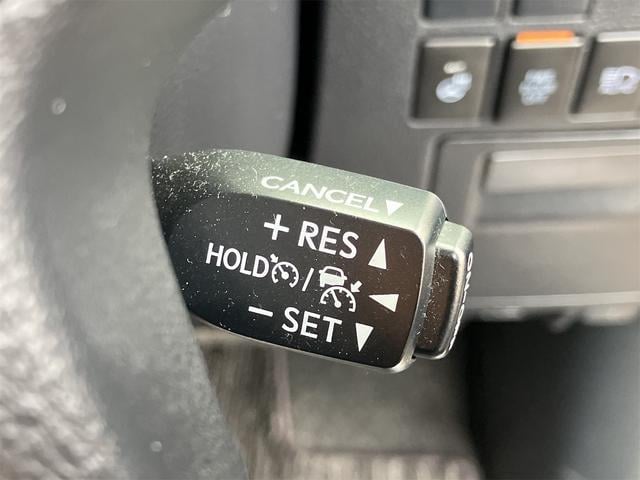 CANCEL▼
+ RES ▲
HOLD / ◀
− SET ▼